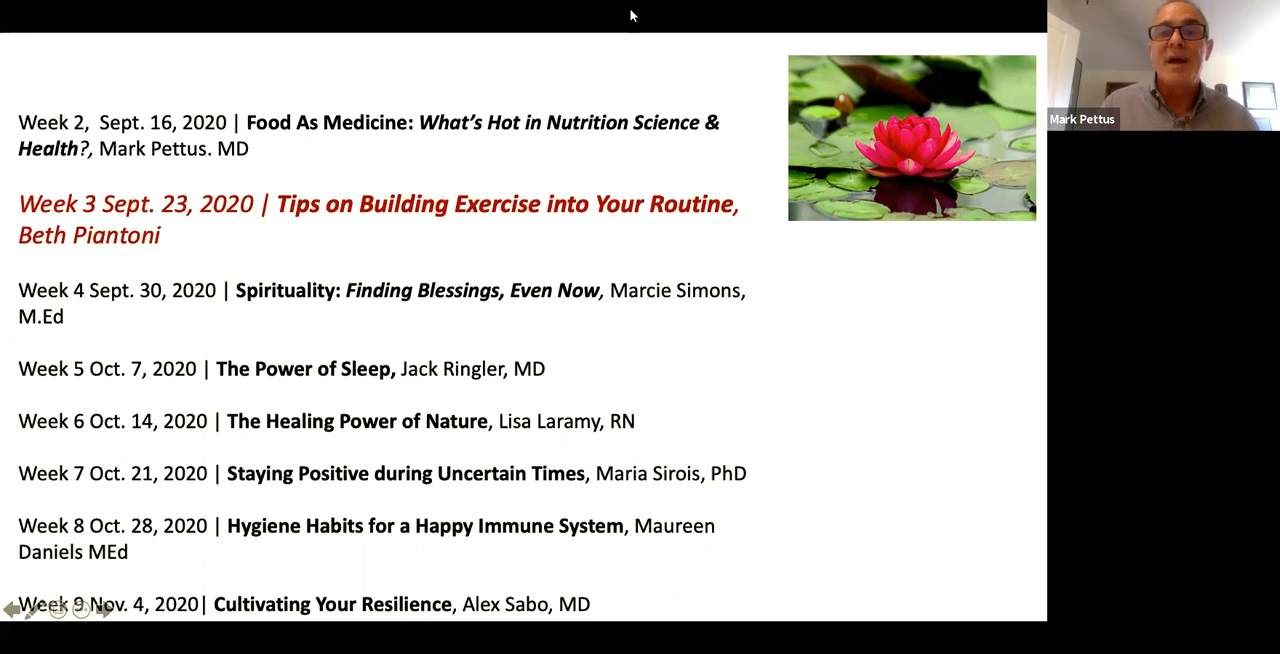 Week 2,  Sept. 16, 2020 | Food As Medicine: What's Hot in Nutrition Science &
Health?, Mark Pettus. MD
Week 3 Sept. 23, 2020 | Tips on Building Exercise into Your Routine,
Beth Piantoni
Week 4 Sept. 30, 2020 | Spirituality: Finding Blessings, Even Now, Marcie Simons,
M.Ed
Week 5 Oct. 7, 2020 | The Power of Sleep, Jack Ringler, MD
Week 6 Oct. 14, 2020 | The Healing Power of Nature, Lisa Laramy, RN
Week 7 Oct. 21, 2020 | Staying Positive during Uncertain Times, Maria Sirois, PhD
Week 8 Oct. 28, 2020 | Hygiene Habits for a Happy Immune System, Maureen
Daniels MEd
Week 9 Nov. 4, 2020| Cultivating Your Resilience, Alex Sabo, MD
Mark Pettus